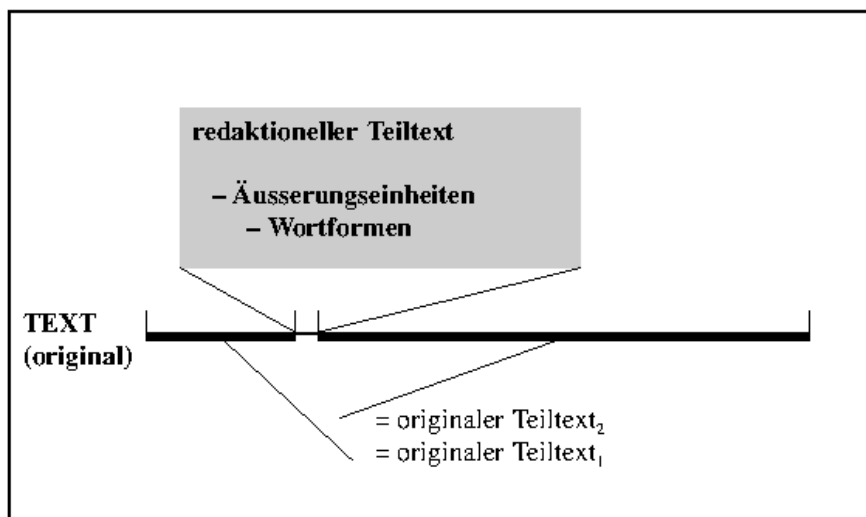 redaktioneller Teiltext
– Äusserungseinheiten
– Wortformen
TEXT
(original)
= originaler Teiltext₂
= originaler Teiltext₁